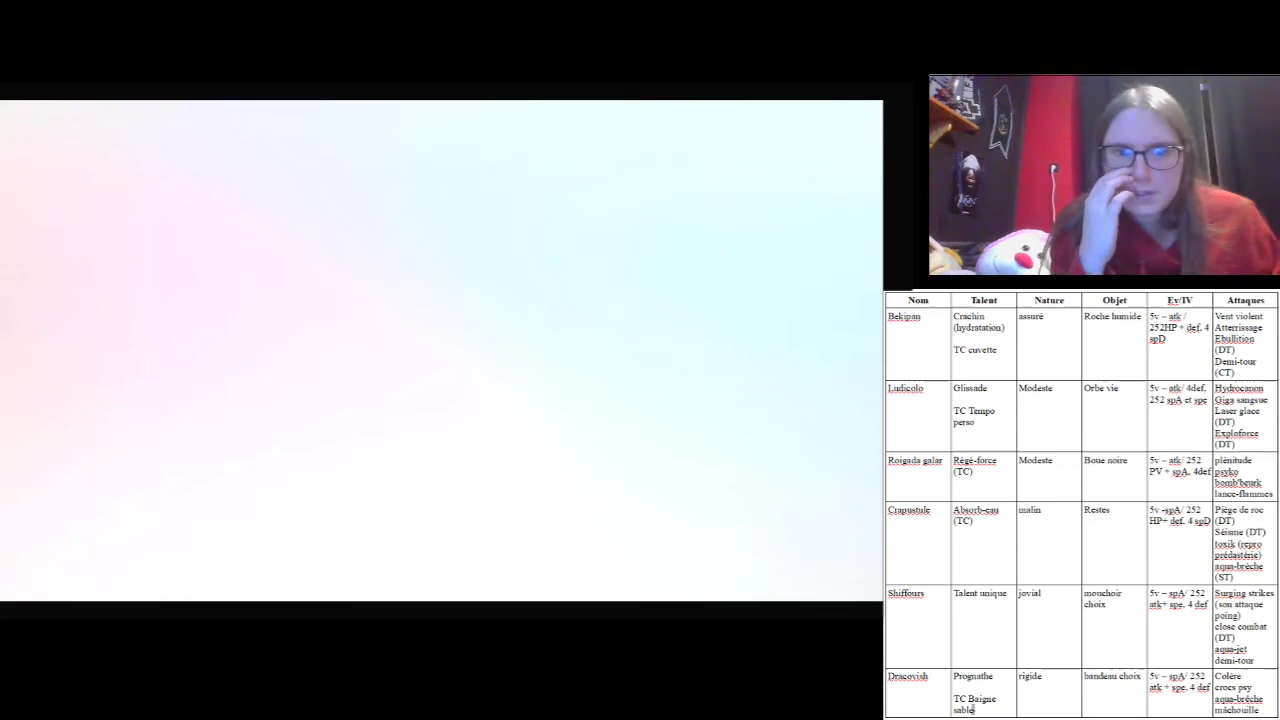 Nom Talent Nature Objet Ev/IV Attaques
Bekipan Crachin assuré Roche humide 5v – atk / Vent violent
(hydratation) 252HP + def, 4 Atterrissage
spD Ebullition
TC cuvette (DT)
Demi-tour
(CT)
Ludicolo Glissade Modeste Orbe vie 5v – atk/ 4def, Hydrocanon
252 spA et spe Giga sangsue
TC Tempo Laser glace
perso (DT)
Exploforce
(DT)
Roigada galar Régé-force Modeste Boue noire 5v – atk/ 252 plénitude
(TC) PV + spA, 4def psyko
bomb'beurk
lance-flammes
Crapustule Absorb-eau malin Restes 5v -spA/ 252 Piège de roc
(TC) HP+ def, 4 spD (DT)
Séisme (DT)
toxik (repro
prédastérie)
aqua-brèche
(ST)
Shiffours Talent unique jovial mouchoir 5v – spA/ 252 Surging strikes
choix atk+ spe, 4 def (son attaque
poing)
close combat
(DT)
aqua-jet
demi-tour
Dracovish Prognathe rigide bandeau choix 5v – spA/ 252 Colère
atk + spe, 4 def crocs psy
TC Baigne aqua-brèche
sable mâchouille